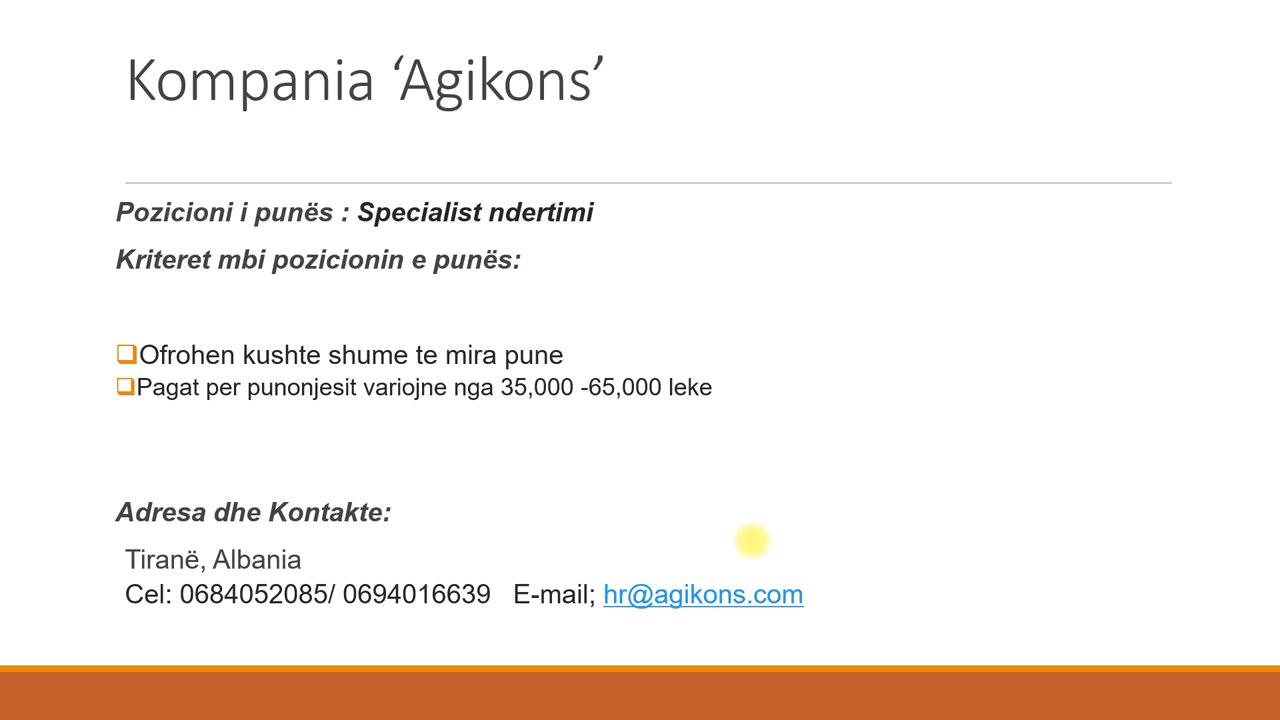 Kompania ‘Agikons’
Pozicioni i punës : Specialist ndertimi
Kriteret mbi pozicionin e punës:
Ofrohen kushte shume te mira pune
Pagat per punonjesit variojne nga 35,000 -65,000 leke
Adresa dhe Kontakte:
Tiranë, Albania
Cel: 0684052085/ 0694016639 E-mail; hr@agikons.com